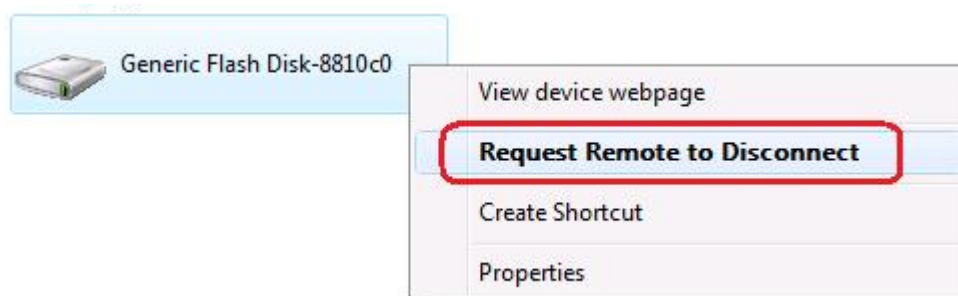 Generic Flash Disk-8810c0
View device webpage
Request Remote to Disconnect
Create Shortcut
Properties